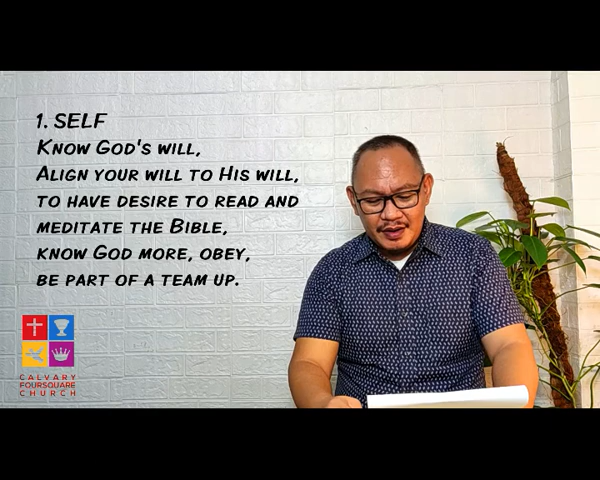 1. SELF
Know God's will,
Align your will to His will,
to have desire to read and
meditate the Bible,
know God more, obey,
be part of a team up.
CALVARY
FOURSQUARE
CHURCH